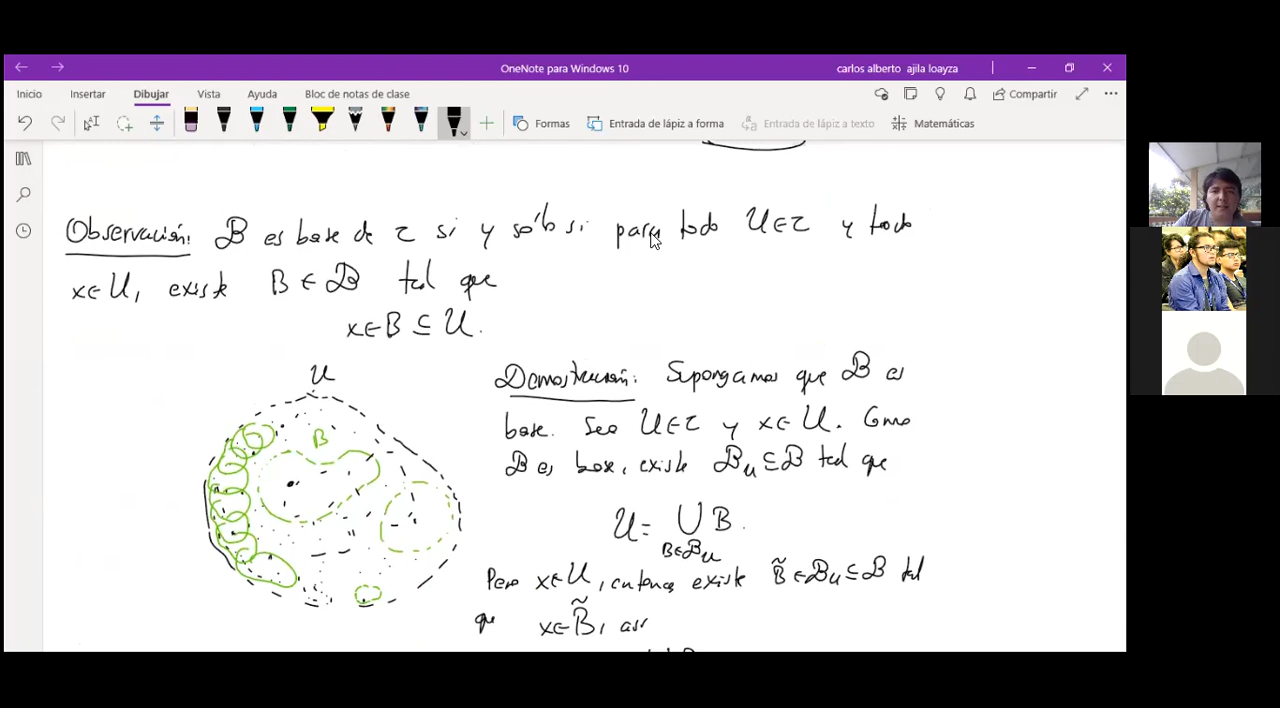 OneNote para Windows 10
carlos alberto ajila loayza
Inicio Insertar Dibujar Vista Ayuda Bloc de notas de clase
Compartir
Formas Entrada de lápiz a forma Entrada de lápiz a texto Matemáticas
Observación: ℬ es base de τ si y sólo si para todo U∈τ y todo
x∈U, existe B∈ℬ tal que
x∈B ⊆ U.
U
B
Demostración: Supongamos que ℬ es
base. Sea U∈τ y x∈U. Como
ℬ es base, existe ℬ_U ⊆ ℬ tal que
U = ⋃ B.
B∈ℬ_U
Pero x∈U, entonces existe B̃∈ℬ_U⊆ℬ tal
que x∈B̃, así